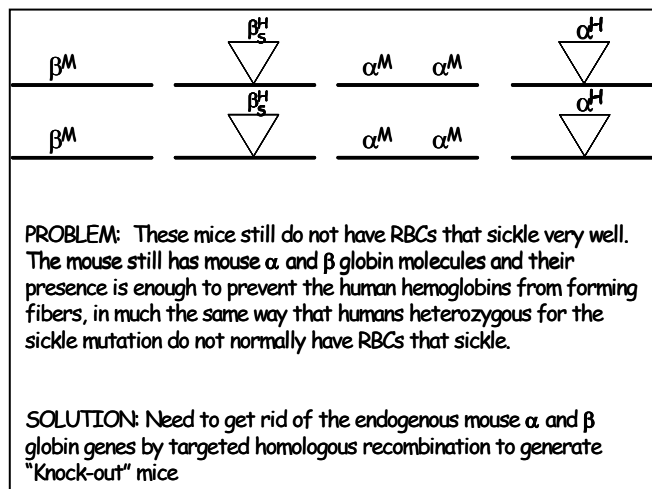 β^H_S α^H
β^M α^M α^M
β^H_S α^H
β^M α^M α^M
PROBLEM: These mice still do not have RBCs that sickle very well.
The mouse still has mouse α and β globin molecules and their
presence is enough to prevent the human hemoglobins from forming
fibers, in much the same way that humans heterozygous for the
sickle mutation do not normally have RBCs that sickle.
SOLUTION: Need to get rid of the endogenous mouse α and β
globin genes by targeted homologous recombination to generate
"Knock-out" mice